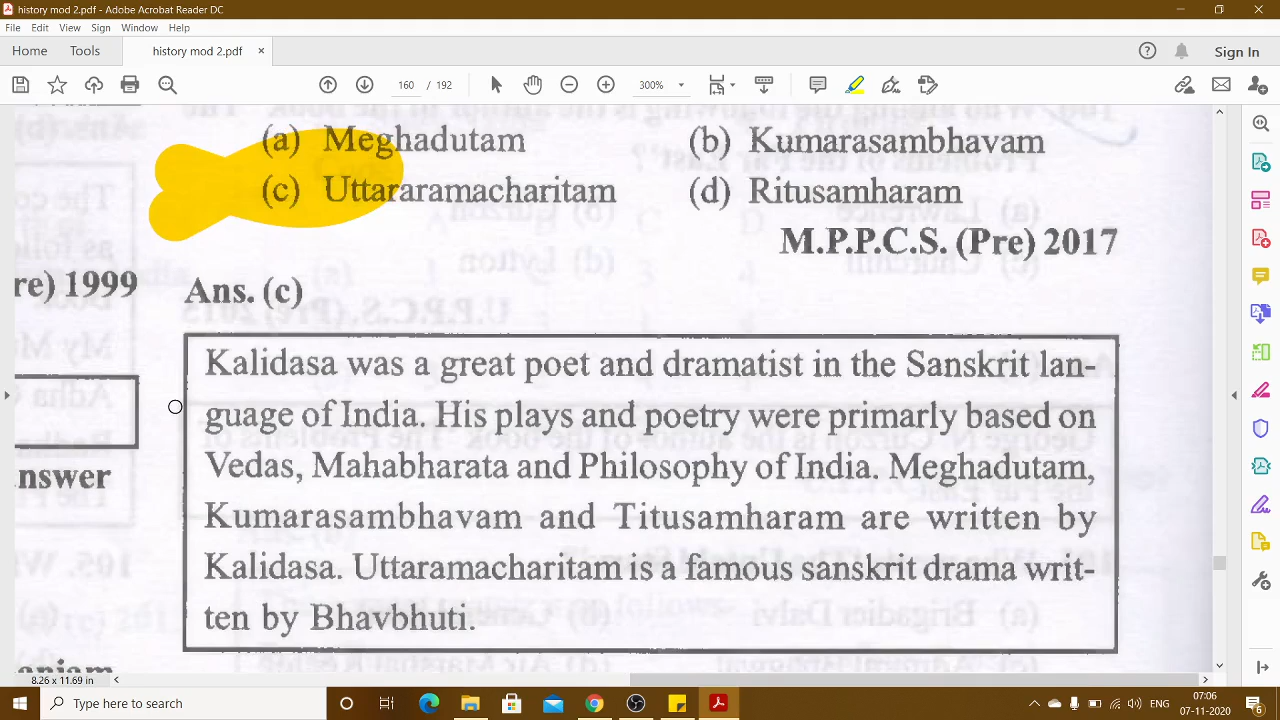 history mod 2.pdf - Adobe Acrobat Reader DC
File Edit View Sign Window Help
Home Tools history mod 2.pdf × Sign In
160 / 192 300%
(a) Meghadutam (b) Kumarasambhavam
(c) Uttararamacharitam (d) Ritusamharam
M.P.P.C.S. (Pre) 2017
re) 1999
Ans. (c)
Kalidasa was a great poet and dramatist in the Sanskrit lan-
guage of India. His plays and poetry were primarly based on
Vedas, Mahabharata and Philosophy of India. Meghadutam,
Kumarasambhavam and Titusamharam are written by
Kalidasa. Uttaramacharitam is a famous sanskrit drama writ-
ten by Bhavbhuti.
nswer
8.26 x 11.69 in
Type here to search
ENG 07:06
07-11-2020
6